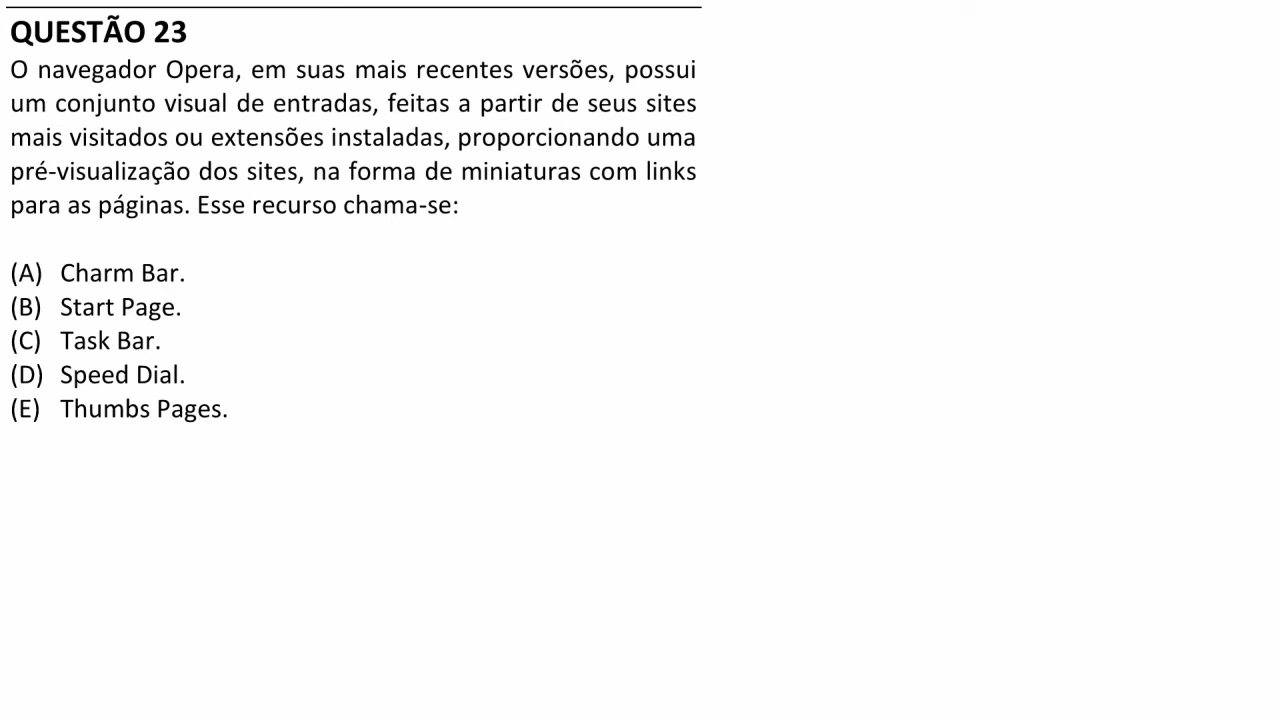 QUESTÃO 23
O navegador Opera, em suas mais recentes versões, possui
um conjunto visual de entradas, feitas a partir de seus sites
mais visitados ou extensões instaladas, proporcionando uma
pré-visualização dos sites, na forma de miniaturas com links
para as páginas. Esse recurso chama-se:
(A) Charm Bar.
(B) Start Page.
(C) Task Bar.
(D) Speed Dial.
(E) Thumbs Pages.